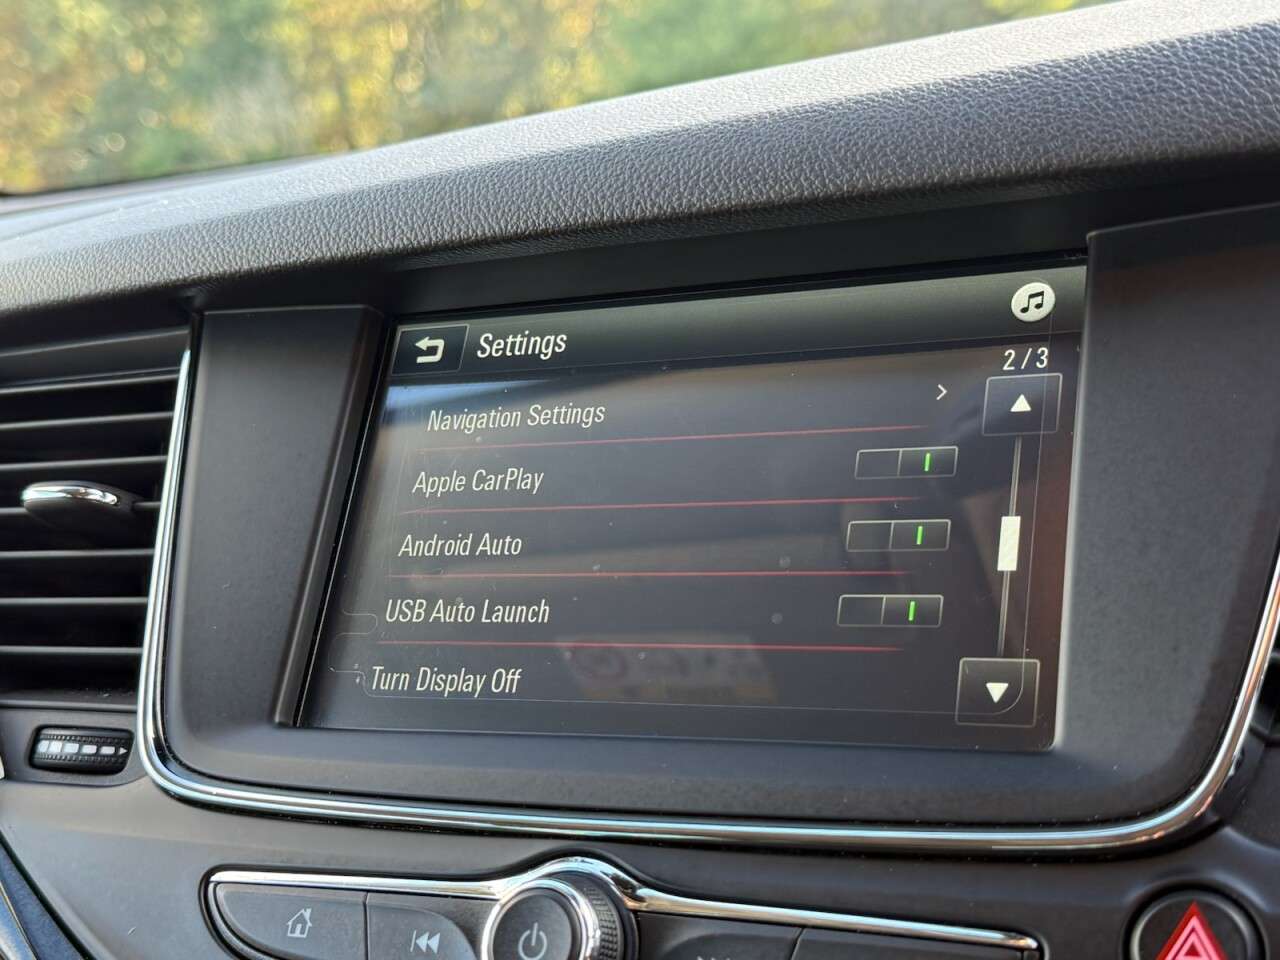 Settings
2/3
Navigation Settings
Apple CarPlay
Android Auto
USB Auto Launch
Turn Display Off